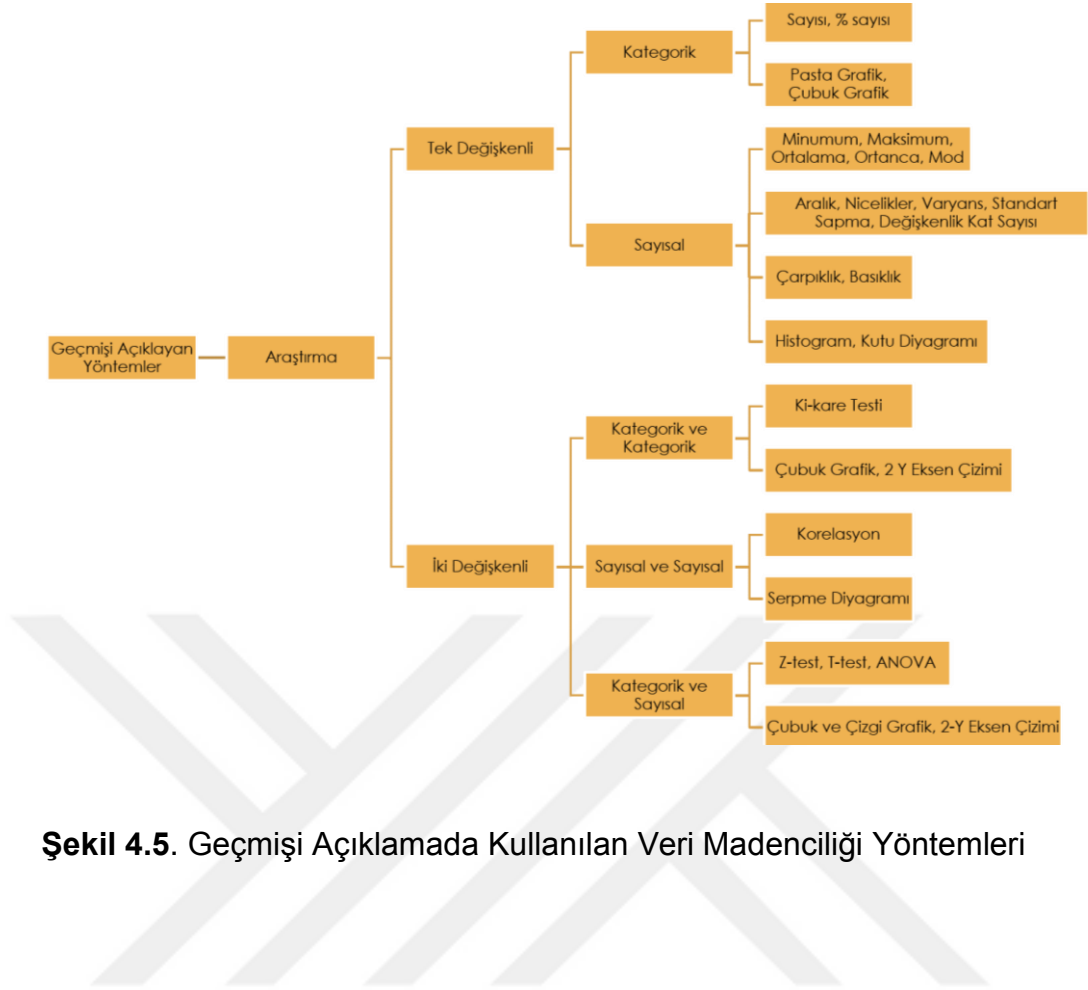 Sayısı, % sayısı
Kategorik
Pasta Grafik,
Çubuk Grafik
Tek Değişkenli
Minumum, Maksimum,
Ortalama, Ortanca, Mod
Aralık, Nicelikler, Varyans, Standart
Sapma, Değişkenlik Kat Sayısı
Sayısal
Çarpıklık, Basıklık
Histogram, Kutu Diyagramı
Geçmişi Açıklayan
Yöntemler
Araştırma
Ki-kare Testi
Kategorik ve
Kategorik
Çubuk Grafik, 2 Y Eksen Çizimi
İki Değişkenli
Korelasyon
Sayısal ve Sayısal
Serpme Diyagramı
Z-test, T-test, ANOVA
Kategorik ve
Sayısal
Çubuk ve Çizgi Grafik, 2-Y Eksen Çizimi
Şekil 4.5. Geçmişi Açıklamada Kullanılan Veri Madenciliği Yöntemleri